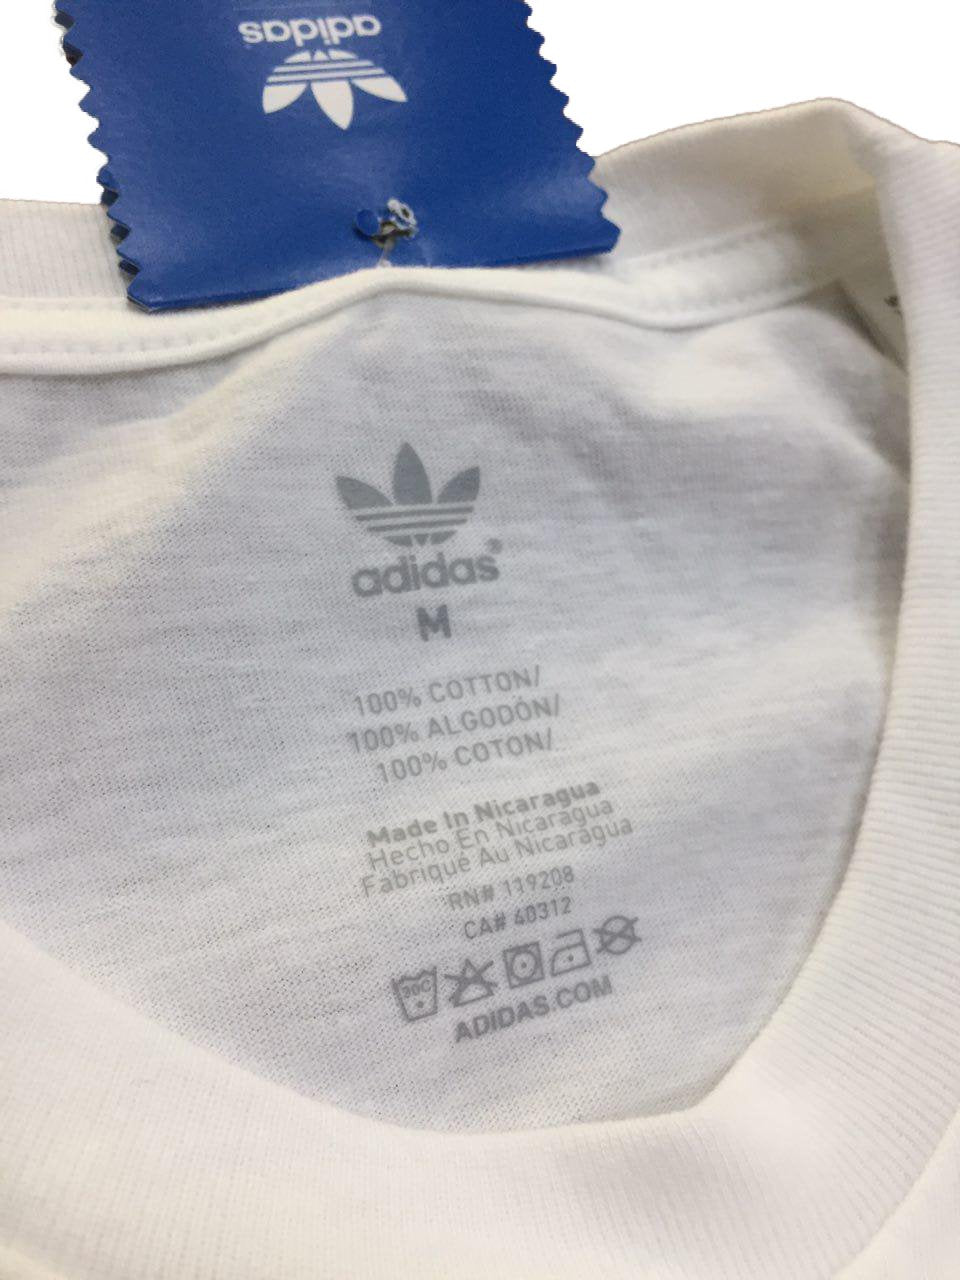 adidas
adidas®
M
100% COTTON/
100% ALGODÓN/
100% COTON/
Made In Nicaragua
Hecho En Nicaragua
Fabriqué Au Nicaragua
RN# 119208
CA# 40312
30C
ADIDAS.COM